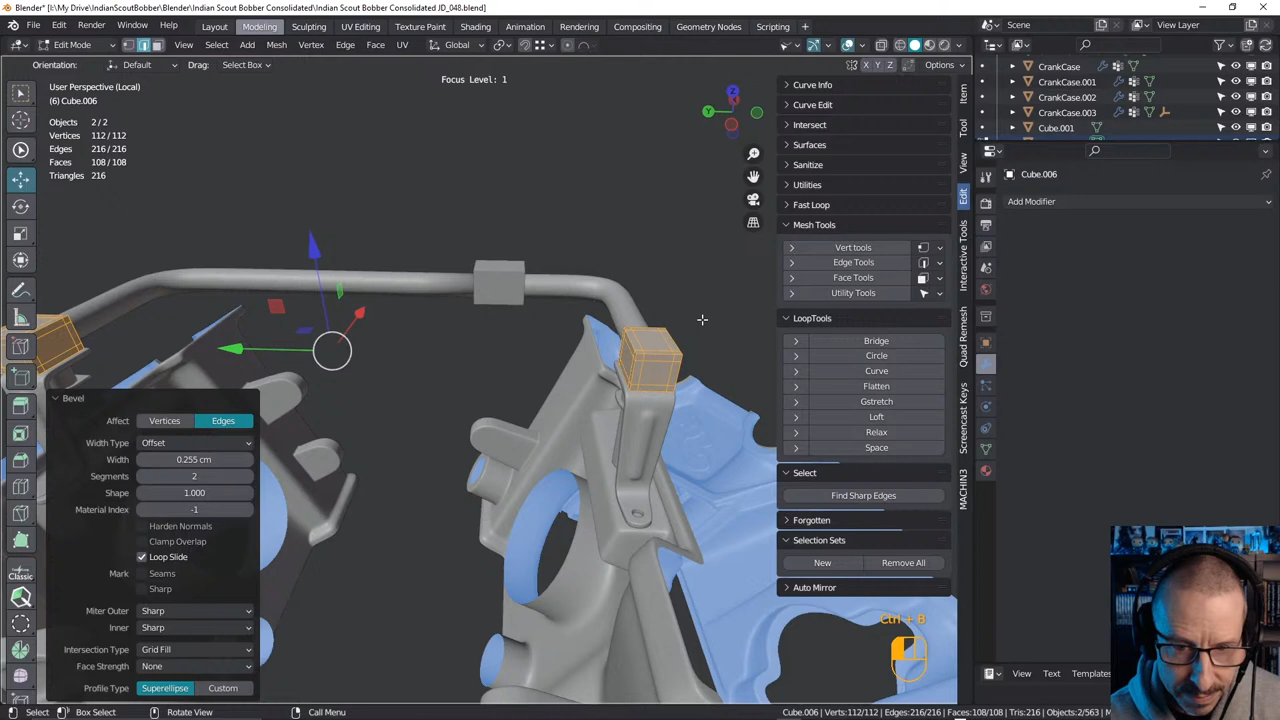 Blender* [I:\My Drive\IndianScoutBobber\Blender\Indian Scout Bobber Consolidated\Indian Scout Bobber Consolidated JD_048.blend]
File Edit Render Window Help Layout Modeling Sculpting UV Editing Texture Paint Shading Animation Rendering Compositing Geometry Nodes Scripting + Scene View Layer
Edit Mode View Select Add Mesh Vertex Edge Face UV Global
Orientation: Default Drag: Select Box X Y Z Options
User Perspective (Local)
(6) Cube.006
Objects 2 / 2
Vertices 112 / 112
Edges 216 / 216
Faces 108 / 108
Triangles 216
Focus Level: 1
Z
Y
Bevel
Affect Vertices Edges
Width Type Offset
Width 0.255 cm
Segments 2
Shape 1.000
Material Index -1
Harden Normals
Clamp Overlap
Loop Slide
Mark Seams
Sharp
Miter Outer Sharp
Inner Sharp
Intersection Type Grid Fill
Face Strength None
Profile Type Superellipse Custom
Classic
Curve Info
Curve Edit
Intersect
Surfaces
Sanitize
Utilities
Fast Loop
Mesh Tools
Vert tools
Edge Tools
Face Tools
Utility Tools
LoopTools
Bridge
Circle
Curve
Flatten
Gstretch
Loft
Relax
Space
Select
Find Sharp Edges
Forgotten
Selection Sets
New Remove All
Auto Mirror
Ctrl + B
Item
Tool
View
Edit
Interactive Tools
Quad Remesh
Screencast Keys
MACHIN3
CrankCase
CrankCase.001
CrankCase.002
CrankCase.003
Cube.001
Cube.006
Add Modifier
View Text Templates
Select Box Select Rotate View Call Menu Cube.006 | Verts:112/112 | Edges:216/216 | Faces:108/108 | Tris:216 | Objects:2/563